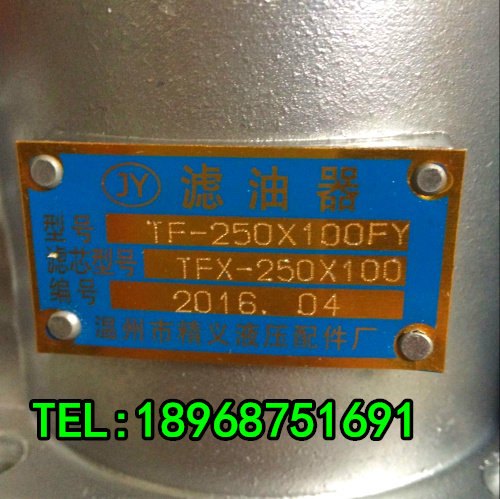 JY 滤油器
型号 TF-250X100FY
滤芯型号 TFX-250X100
编号 2016.04
温州市精义液压配件厂
TEL:18968751691